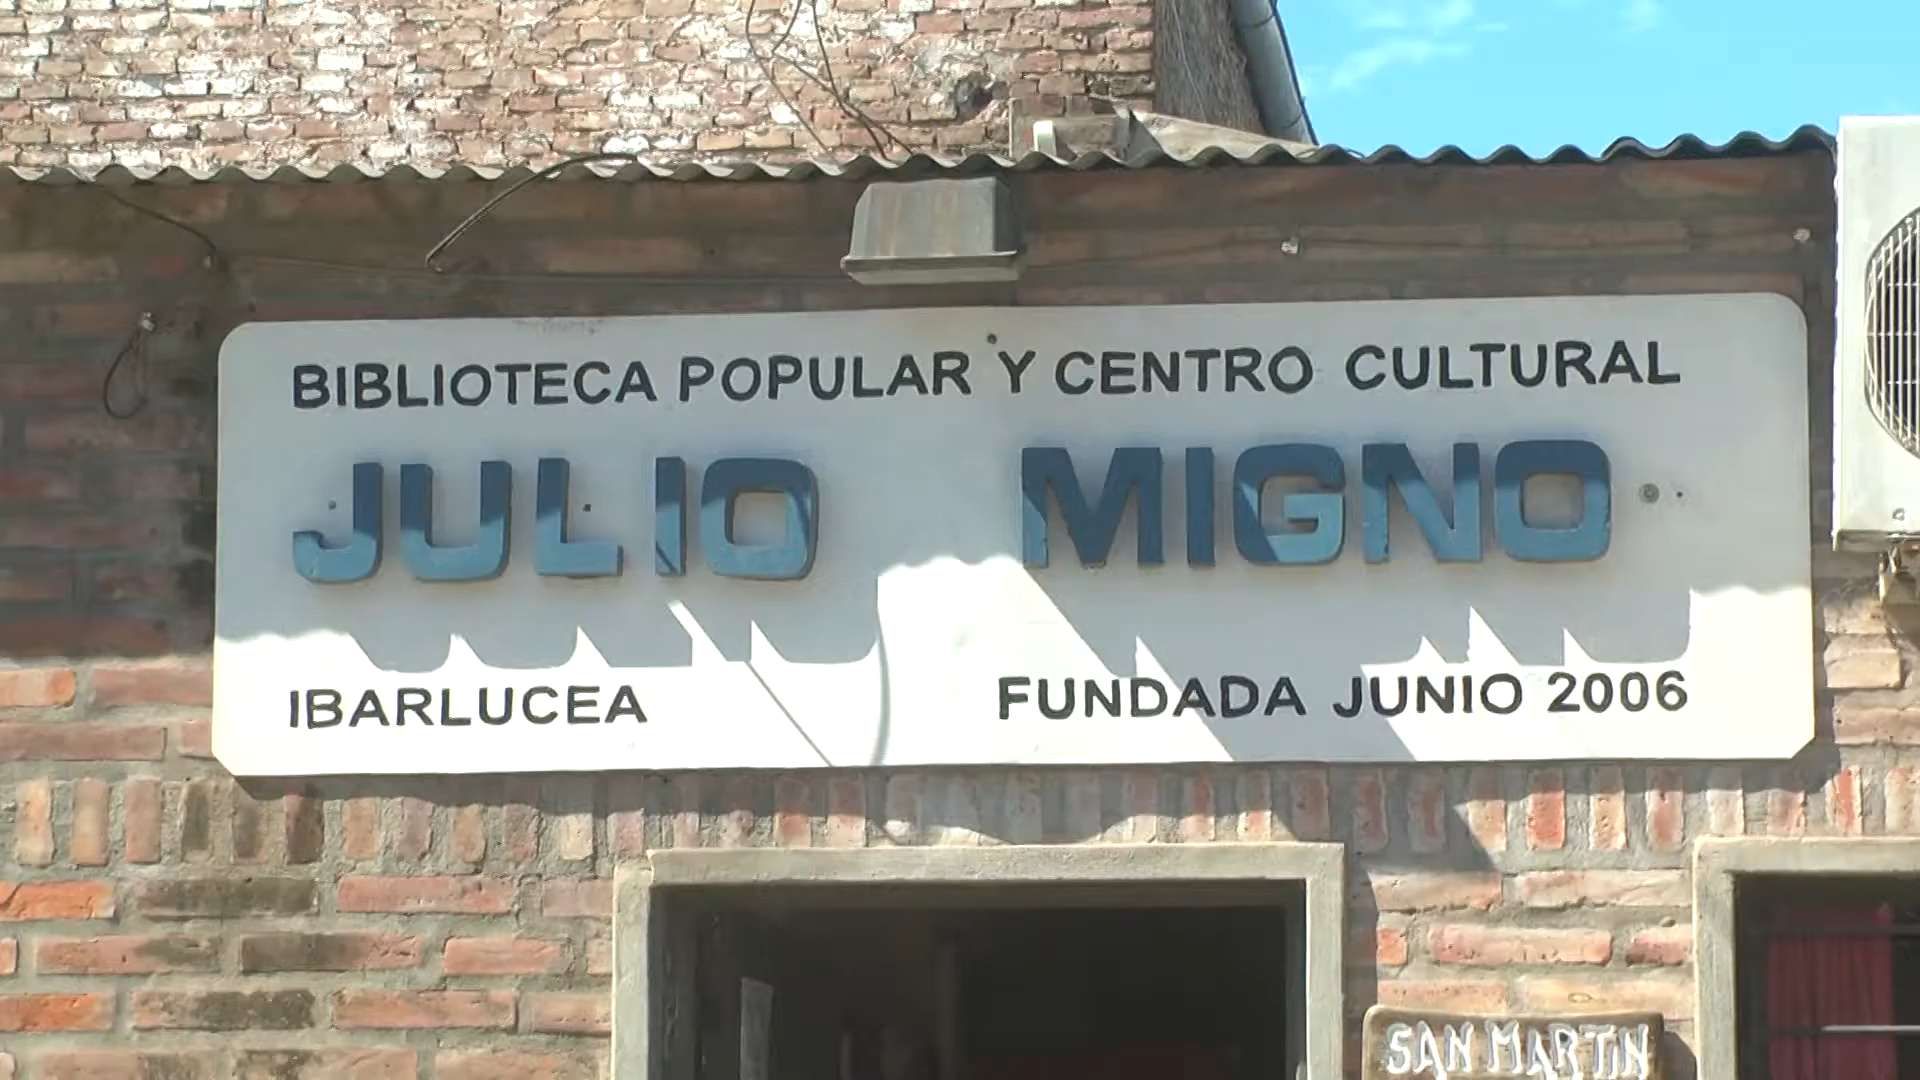 BIBLIOTECA POPULAR Y CENTRO CULTURAL
JULIO MIGNO
IBARLUCEA FUNDADA JUNIO 2006
SAN MARTIN